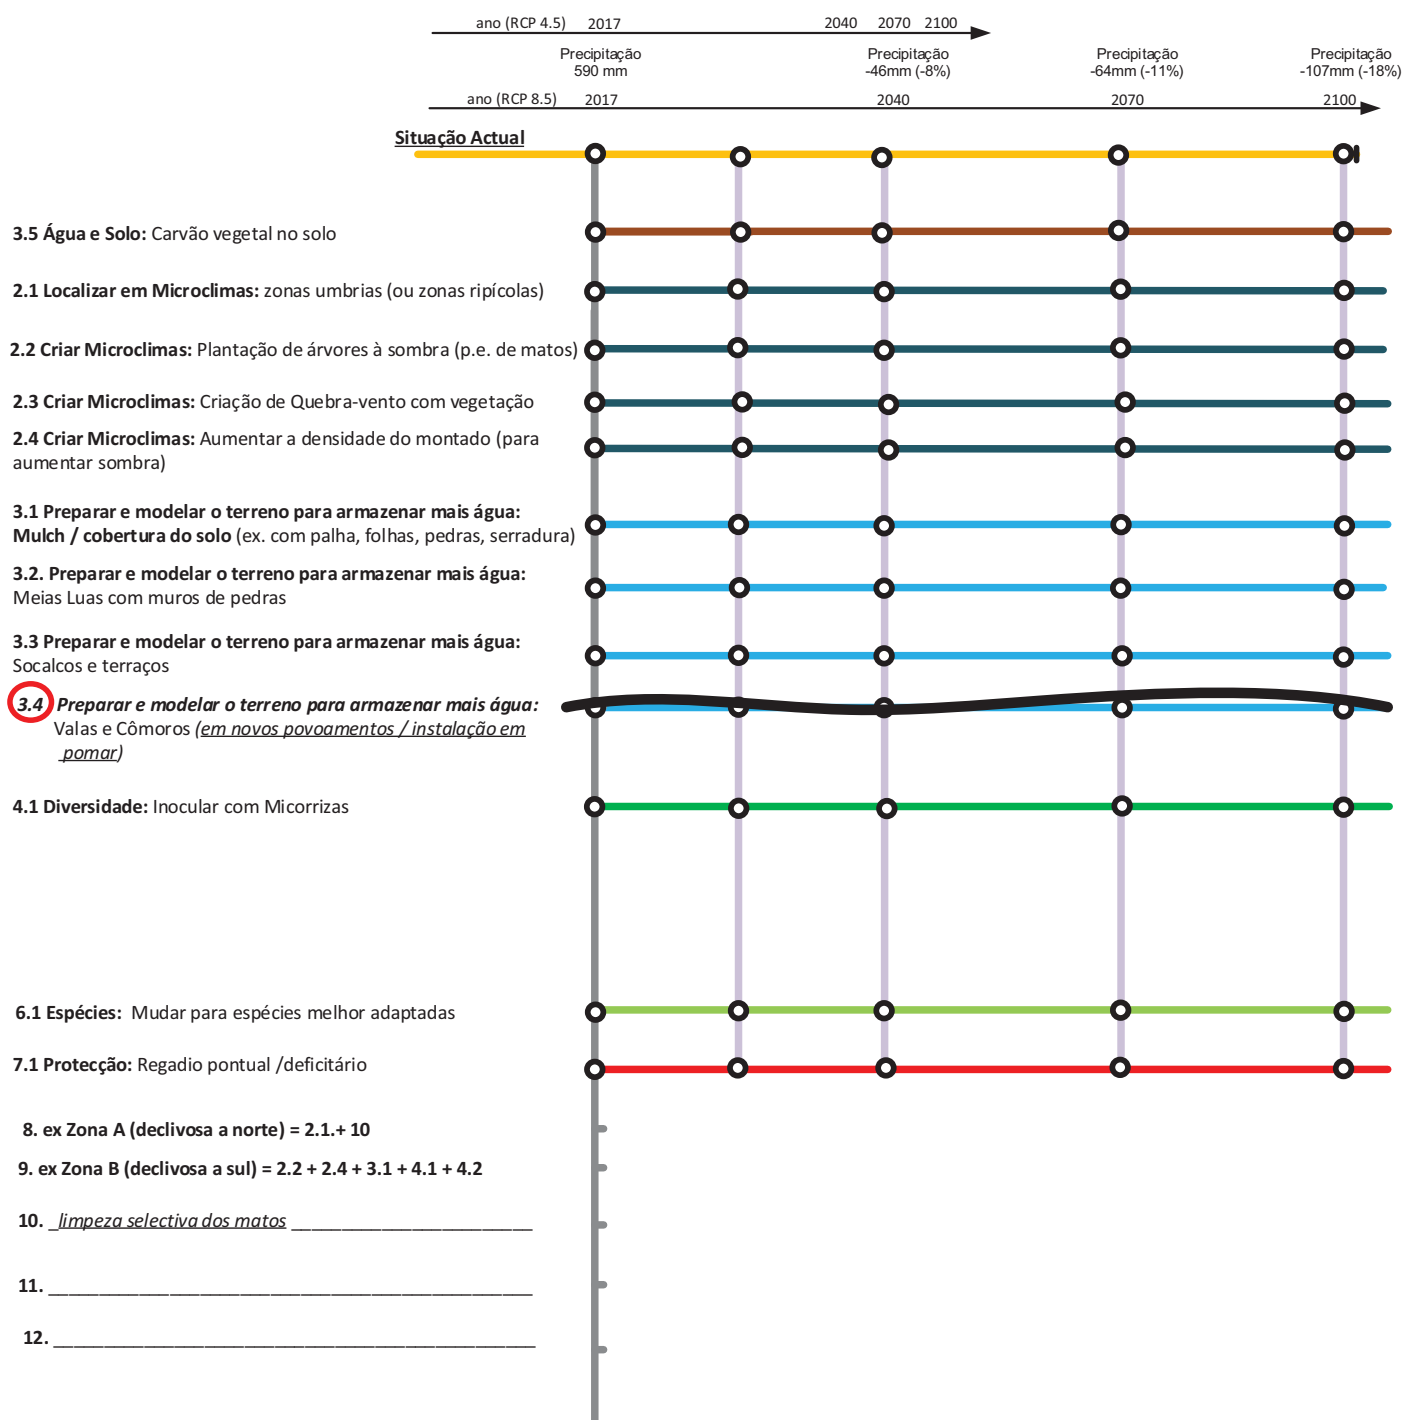 ano (RCP 4.5) 2017 2040 2070 2100
Precipitação Precipitação Precipitação Precipitação
590 mm -46mm (-8%) -64mm (-11%) -107mm (-18%)
ano (RCP 8.5) 2017 2040 2070 2100
Situação Actual
3.5 Água e Solo: Carvão vegetal no solo
2.1 Localizar em Microclimas: zonas umbrias (ou zonas ripícolas)
2.2 Criar Microclimas: Plantação de árvores à sombra (p.e. de matos)
2.3 Criar Microclimas: Criação de Quebra-vento com vegetação
2.4 Criar Microclimas: Aumentar a densidade do montado (para
aumentar sombra)
3.1 Preparar e modelar o terreno para armazenar mais água:
Mulch / cobertura do solo (ex. com palha, folhas, pedras, serradura)
3.2. Preparar e modelar o terreno para armazenar mais água:
Meias Luas com muros de pedras
3.3 Preparar e modelar o terreno para armazenar mais água:
Socalcos e terraços
3.4 Preparar e modelar o terreno para armazenar mais água:
Valas e Cômoros (em novos povoamentos / instalação em
pomar)
4.1 Diversidade: Inocular com Micorrizas
6.1 Espécies: Mudar para espécies melhor adaptadas
7.1 Protecção: Regadio pontual /deficitário
8. ex Zona A (declivosa a norte) = 2.1.+ 10
9. ex Zona B (declivosa a sul) = 2.2 + 2.4 + 3.1 + 4.1 + 4.2
10. _limpeza selectiva dos matos ________________________
11. ________________________________________________
12. ________________________________________________